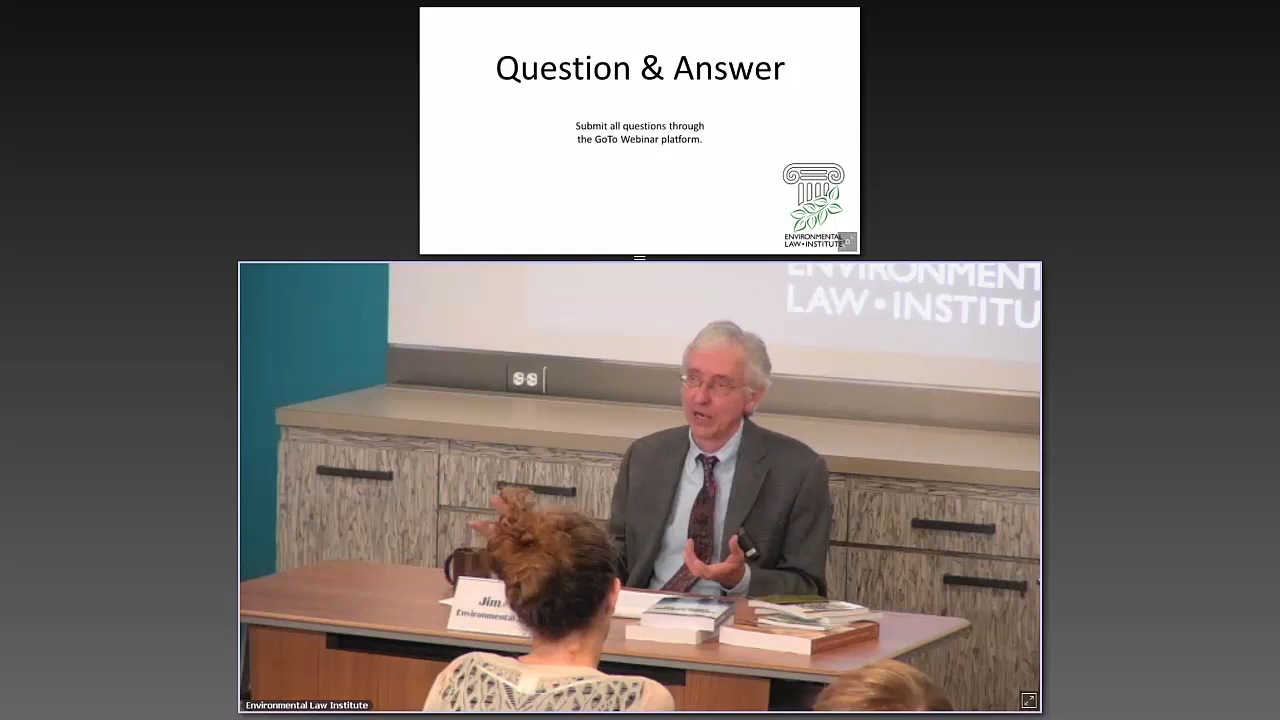 Question & Answer
Submit all questions through
the GoTo Webinar platform.
ENVIRONMENTAL
LAW•INSTITUTE
ENVIRONMENT
LAW•INSTITU
Jim
Environmental
Environmental Law Institute